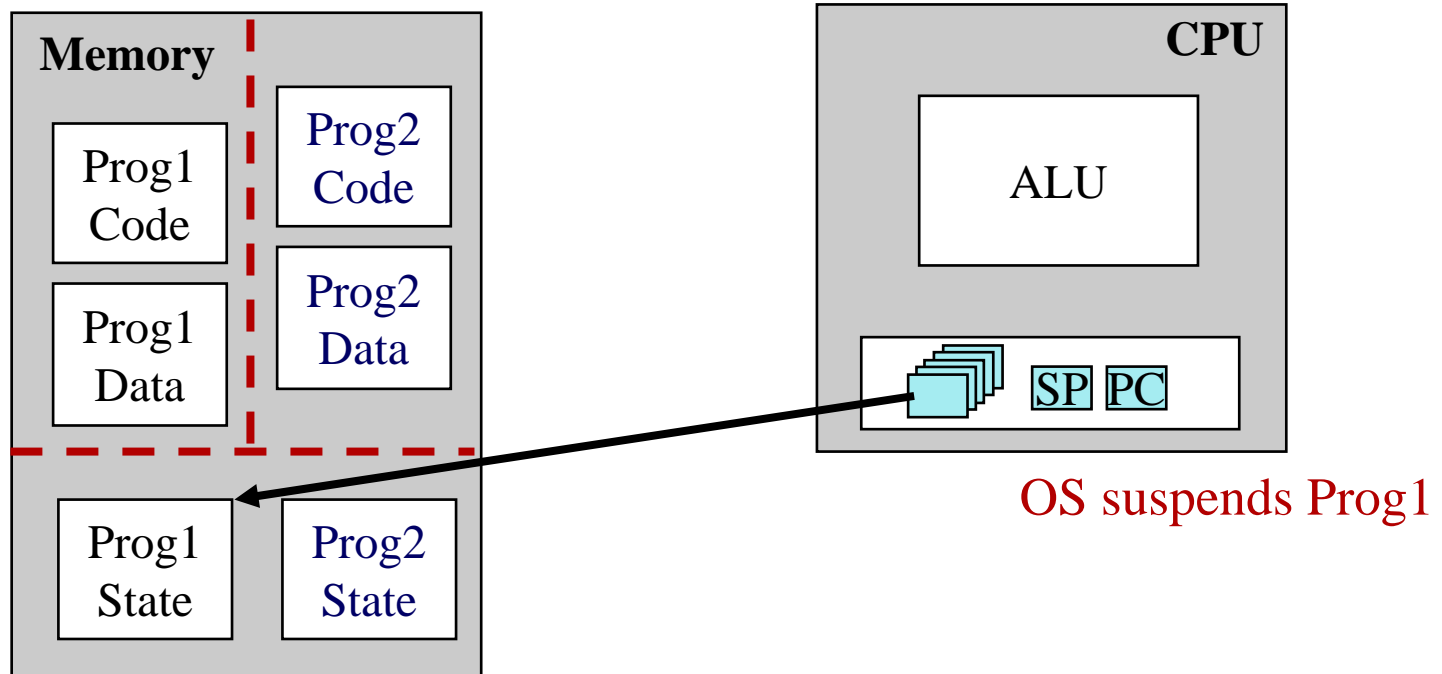 Memory
Prog1
Code
Prog2
Code
Prog1
Data
Prog2
Data
Prog1
State
Prog2
State
CPU
ALU
SP PC
OS suspends Prog1